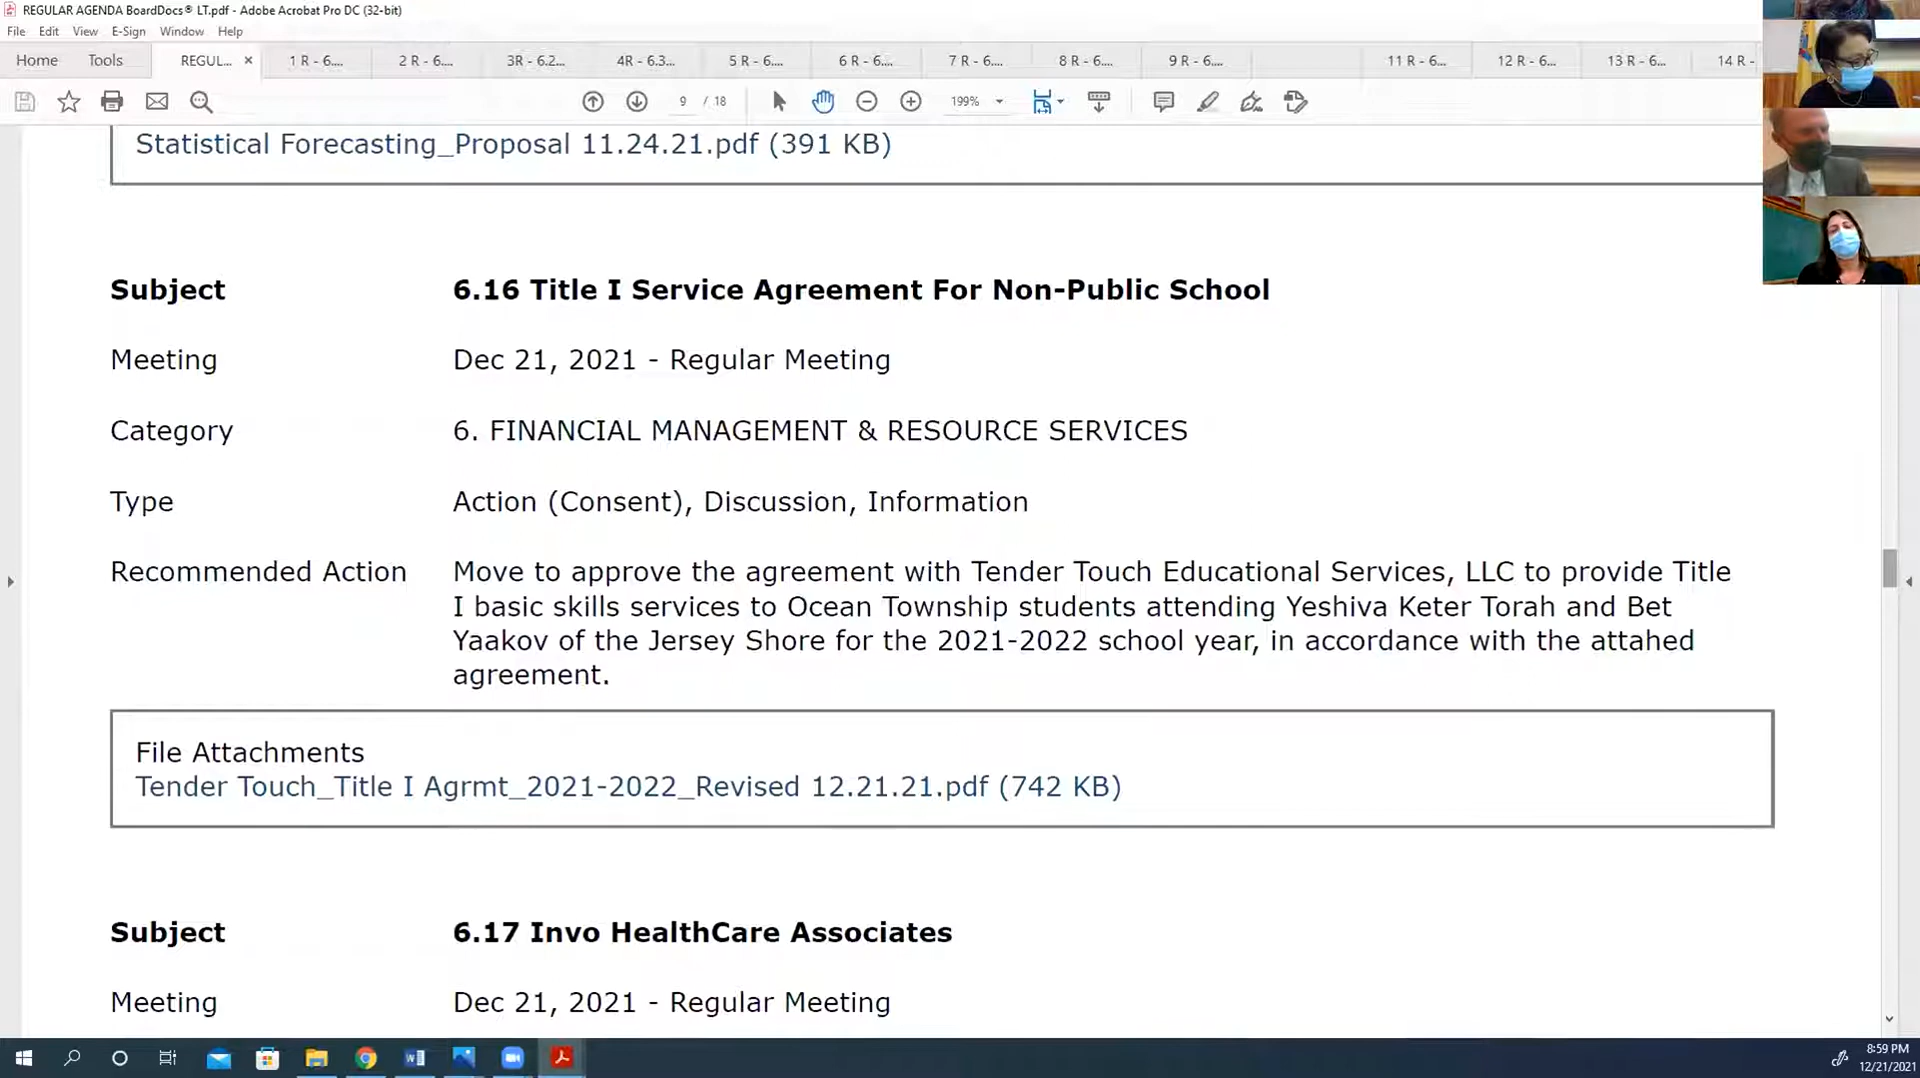 REGULAR AGENDA BoardDocs® LT.pdf - Adobe Acrobat Pro DC (32-bit)
File Edit View E-Sign Window Help
Home Tools REGUL... × 1 R - 6.... 2 R - 6.... 3R - 6.2... 4R - 6.3... 5 R - 6.... 6 R - 6.... 7 R - 6.... 8 R - 6.... 9 R - 6.... 11 R - 6... 12 R - 6... 13 R - 6... 14 R -
9 / 18 199%
Statistical Forecasting_Proposal 11.24.21.pdf (391 KB)
Subject 6.16 Title I Service Agreement For Non-Public School
Meeting Dec 21, 2021 - Regular Meeting
Category 6. FINANCIAL MANAGEMENT & RESOURCE SERVICES
Type Action (Consent), Discussion, Information
Recommended Action Move to approve the agreement with Tender Touch Educational Services, LLC to provide Title
I basic skills services to Ocean Township students attending Yeshiva Keter Torah and Bet
Yaakov of the Jersey Shore for the 2021-2022 school year, in accordance with the attahed
agreement.
File Attachments
Tender Touch_Title I Agrmt_2021-2022_Revised 12.21.21.pdf (742 KB)
Subject 6.17 Invo HealthCare Associates
Meeting Dec 21, 2021 - Regular Meeting
8:59 PM
12/21/2021